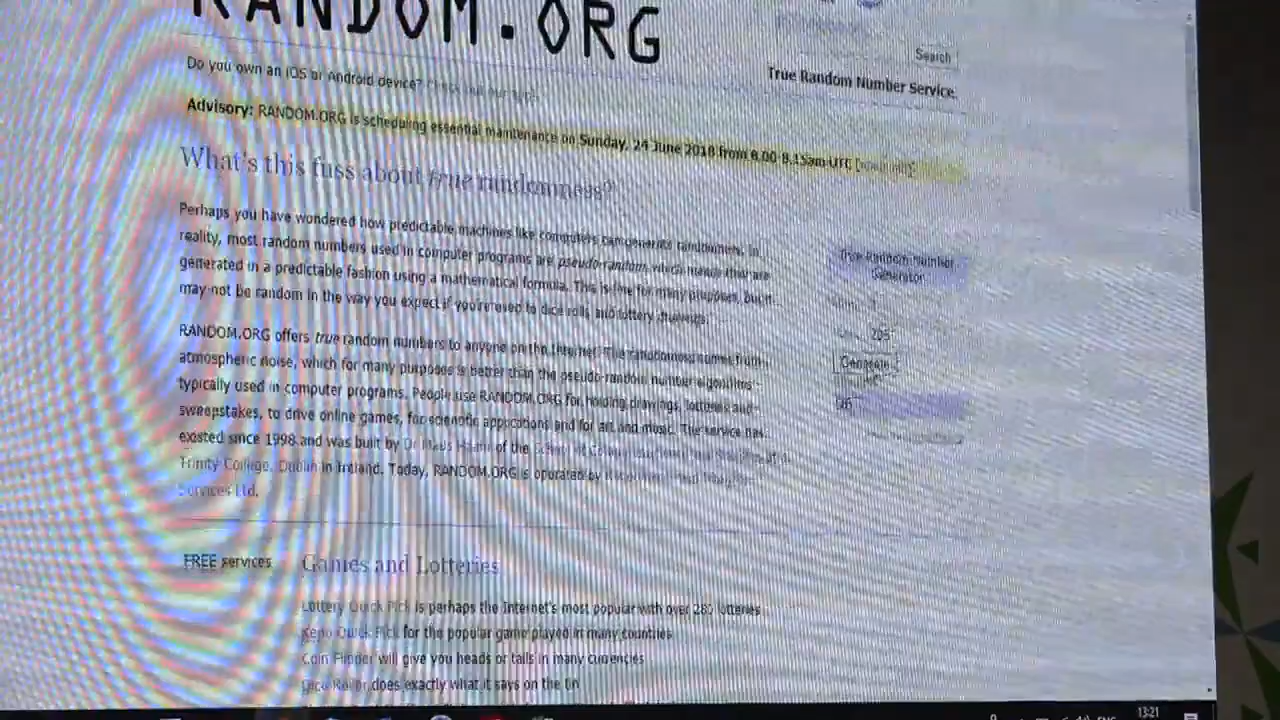 RANDOM.ORG
Search
True Random Number Service
Do you own an iOS or Android device? Check out our app
Advisory: RANDOM.ORG is scheduling essential maintenance on Sunday, 24 June 2018 from 8.00-8.15am UTC
What's this fuss about true randomness?
Perhaps you have wondered how predictable machines like computers can generate randomness. In
reality, most random numbers used in computer programs are pseudo-random, which means they are
generated in a predictable fashion using a mathematical formula. This is fine for many purposes, but it
may not be random in the way you expect if you're used to dice rolls and lottery drawings.
RANDOM.ORG offers true random numbers to anyone on the Internet. The randomness comes from
atmospheric noise, which for many purposes is better than the pseudo-random number algorithms
typically used in computer programs. People use RANDOM.ORG for holding drawings, lotteries and
sweepstakes, to drive online games, for scientific applications and for art and music. The service has
existed since 1998 and was built by Dr Mads Haahr of the School of Computer
Trinity College, Dublin in Ireland. Today, RANDOM.ORG is operated by
Services Ltd.
True Random Number
Generator
205
Generate
FREE services
Games and Lotteries
Lottery Quick Pick is perhaps the Internet's most popular with over 280 lotteries
Keno Quick Pick for the popular game played in many countries
Coin Flipper will give you heads or tails in many currencies
Dice Roller does exactly what it says on the tin
13:21